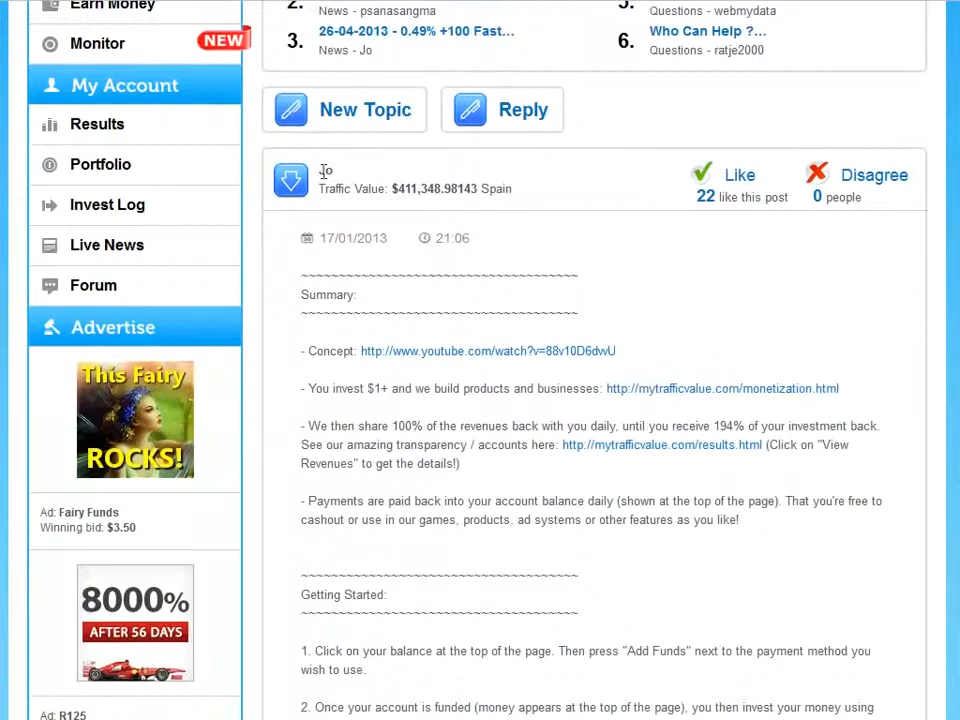 Earn Money
Monitor
NEW
My Account
Results
Portfolio
Invest Log
Live News
Forum
Advertise
This Fairy
ROCKS!
Ad: Fairy Funds
Winning bid: $3.50
8000%
AFTER 56 DAYS
Ad: R125
2.
News - psanasangma
3. 26-04-2013 - 0.49% +100 Fast...
News - Jo
5.
Questions - webmydata
6. Who Can Help ?...
Questions - ratje2000
New Topic
Reply
Jo
Traffic Value: $411,348.98143 Spain
Like
22 like this post
Disagree
0 people
17/01/2013 21:06
~~~~~~~~~~~~~~~~~~~~~~~~~~~~~~~~~~~~~
Summary:
~~~~~~~~~~~~~~~~~~~~~~~~~~~~~~~~~~~~~
- Concept: http://www.youtube.com/watch?v=88v10D6dvvU
- You invest $1+ and we build products and businesses: http://mytrafficvalue.com/monetization.html
- We then share 100% of the revenues back with you daily, until you receive 194% of your investment back.
See our amazing transparency / accounts here: http://mytrafficvalue.com/results.html (Click on "View
Revenues" to get the details!)
- Payments are paid back into your account balance daily (shown at the top of the page). That you're free to
cashout or use in our games, products, ad systems or other features as you like!
~~~~~~~~~~~~~~~~~~~~~~~~~~~~~~~~~~~~~
Getting Started:
~~~~~~~~~~~~~~~~~~~~~~~~~~~~~~~~~~~~~
1. Click on your balance at the top of the page. Then press "Add Funds" next to the payment method you
wish to use.
2. Once your account is funded (money appears at the top of the page), you then invest your money using